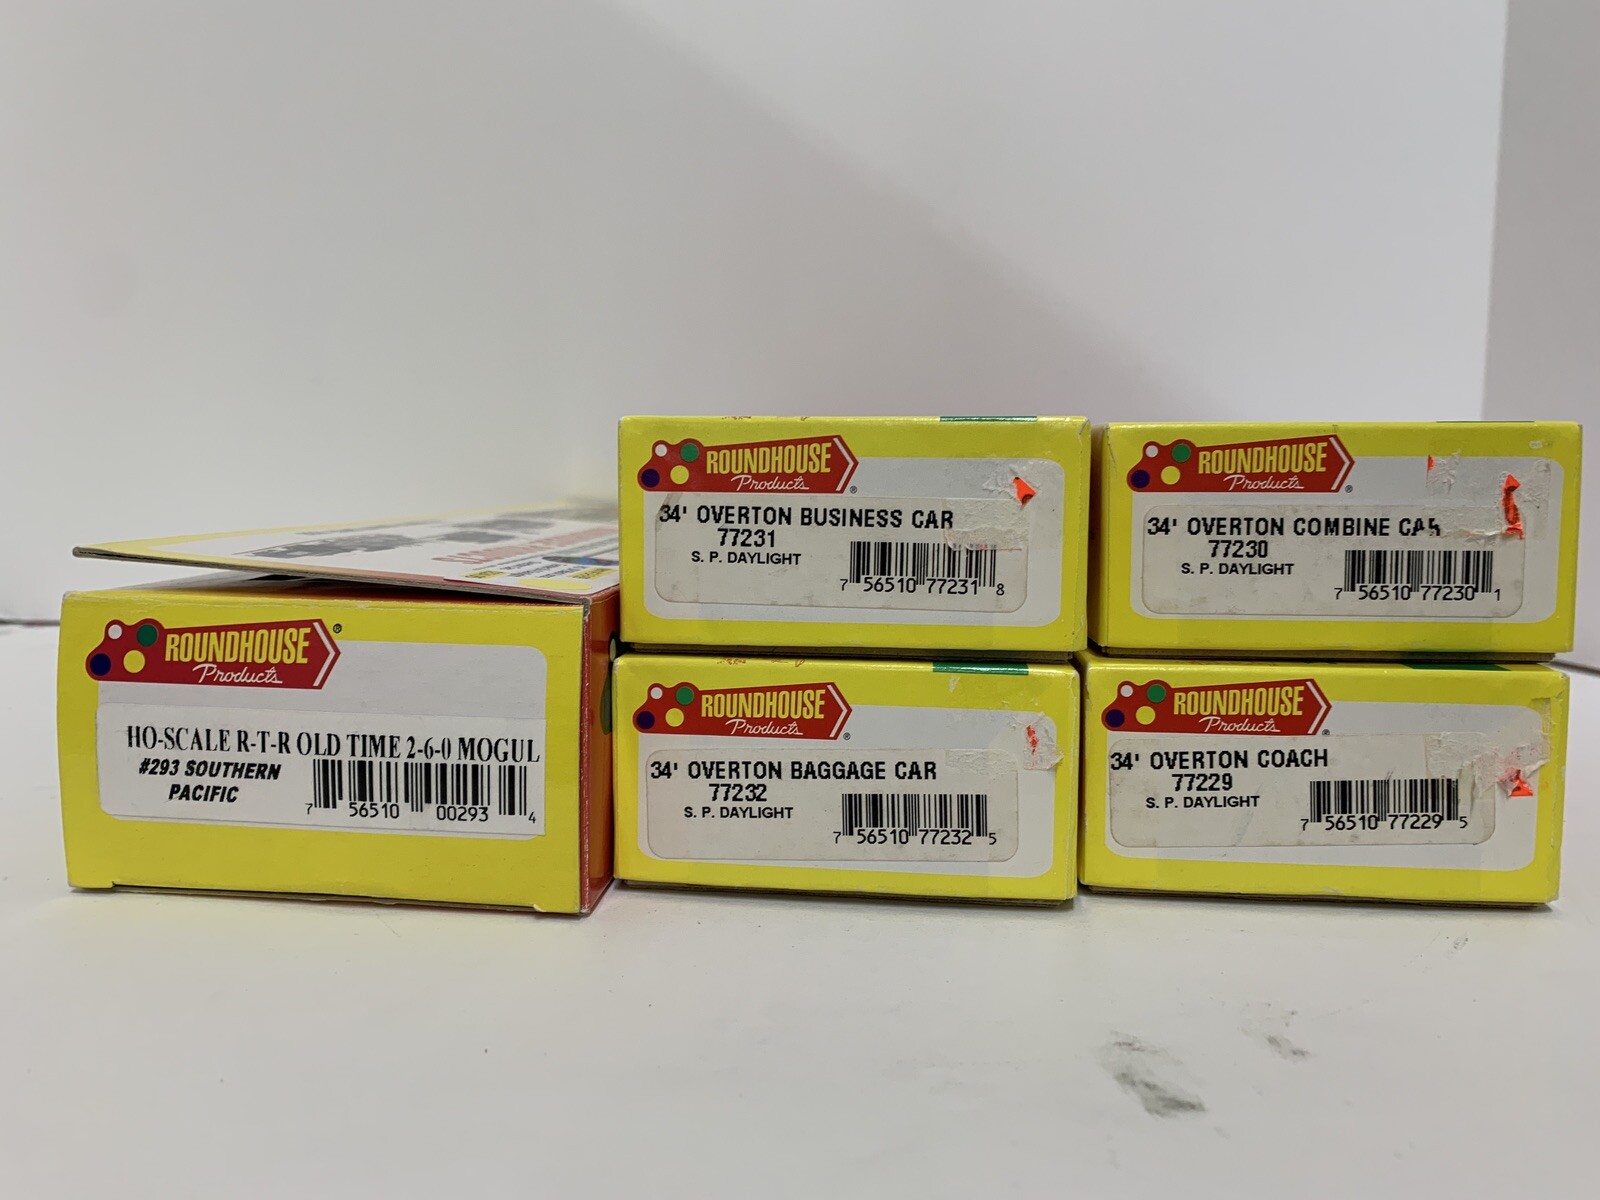 ROUNDHOUSE
Products ®
HO-SCALE R-T-R OLD TIME 2-6-0 MOGUL
#293 SOUTHERN
PACIFIC
7 56510 00293 4
ROUNDHOUSE
Products ®
34' OVERTON BUSINESS CAR
77231
S. P. DAYLIGHT
7 56510 77231 8
ROUNDHOUSE
Products ®
34' OVERTON COMBINE CAR
77230
S. P. DAYLIGHT
7 56510 77230 1
ROUNDHOUSE
Products ®
34' OVERTON BAGGAGE CAR
77232
S. P. DAYLIGHT
7 56510 77232 5
ROUNDHOUSE
Products ®
34' OVERTON COACH
77229
S. P. DAYLIGHT
7 56510 77229 5